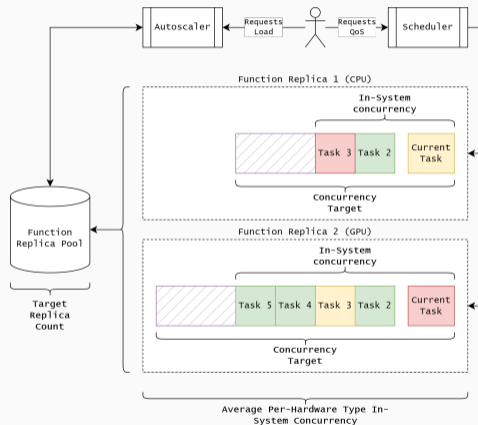 Autoscaler
Requests
Load
Requests
QoS
Scheduler
Function Replica 1 (CPU)
In-System
concurrency
Task 3
Task 2
Current
Task
Concurrency
Target
Function Replica 2 (GPU)
In-System
concurrency
Task 5
Task 4
Task 3
Task 2
Current
Task
Concurrency
Target
Function
Replica Pool
Target
Replica
Count
Average Per-Hardware Type In-
System Concurrency